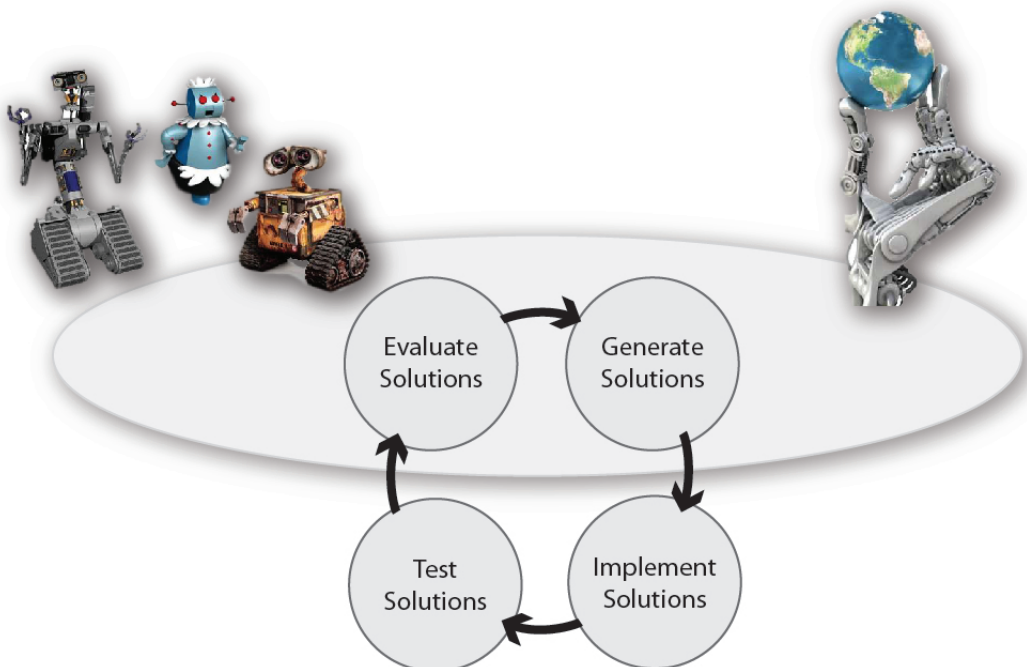 Evaluate
Solutions
Generate
Solutions
Test
Solutions
Implement
Solutions